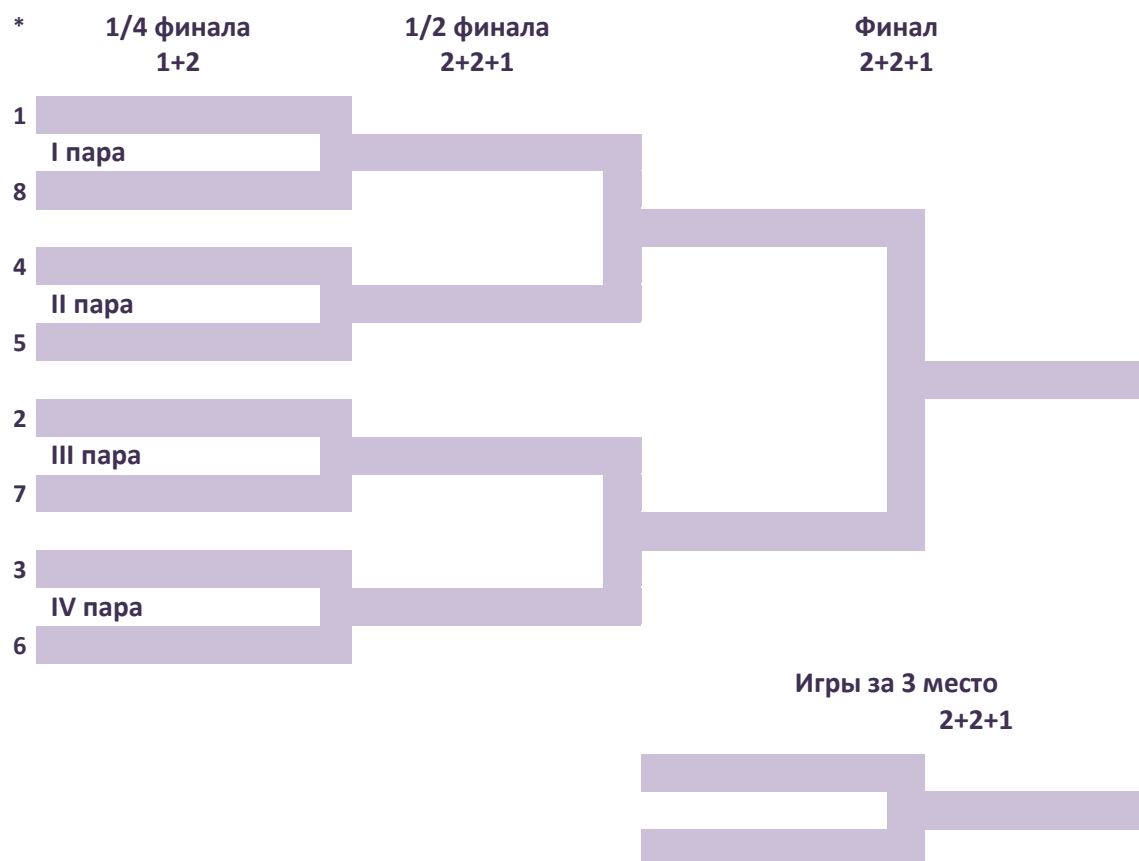 * 1/4 финала 1/2 финала Финал
1+2 2+2+1 2+2+1
1
I пара
8
4
II пара
5
2
III пара
7
3
IV пара
6
Игры за 3 место
2+2+1